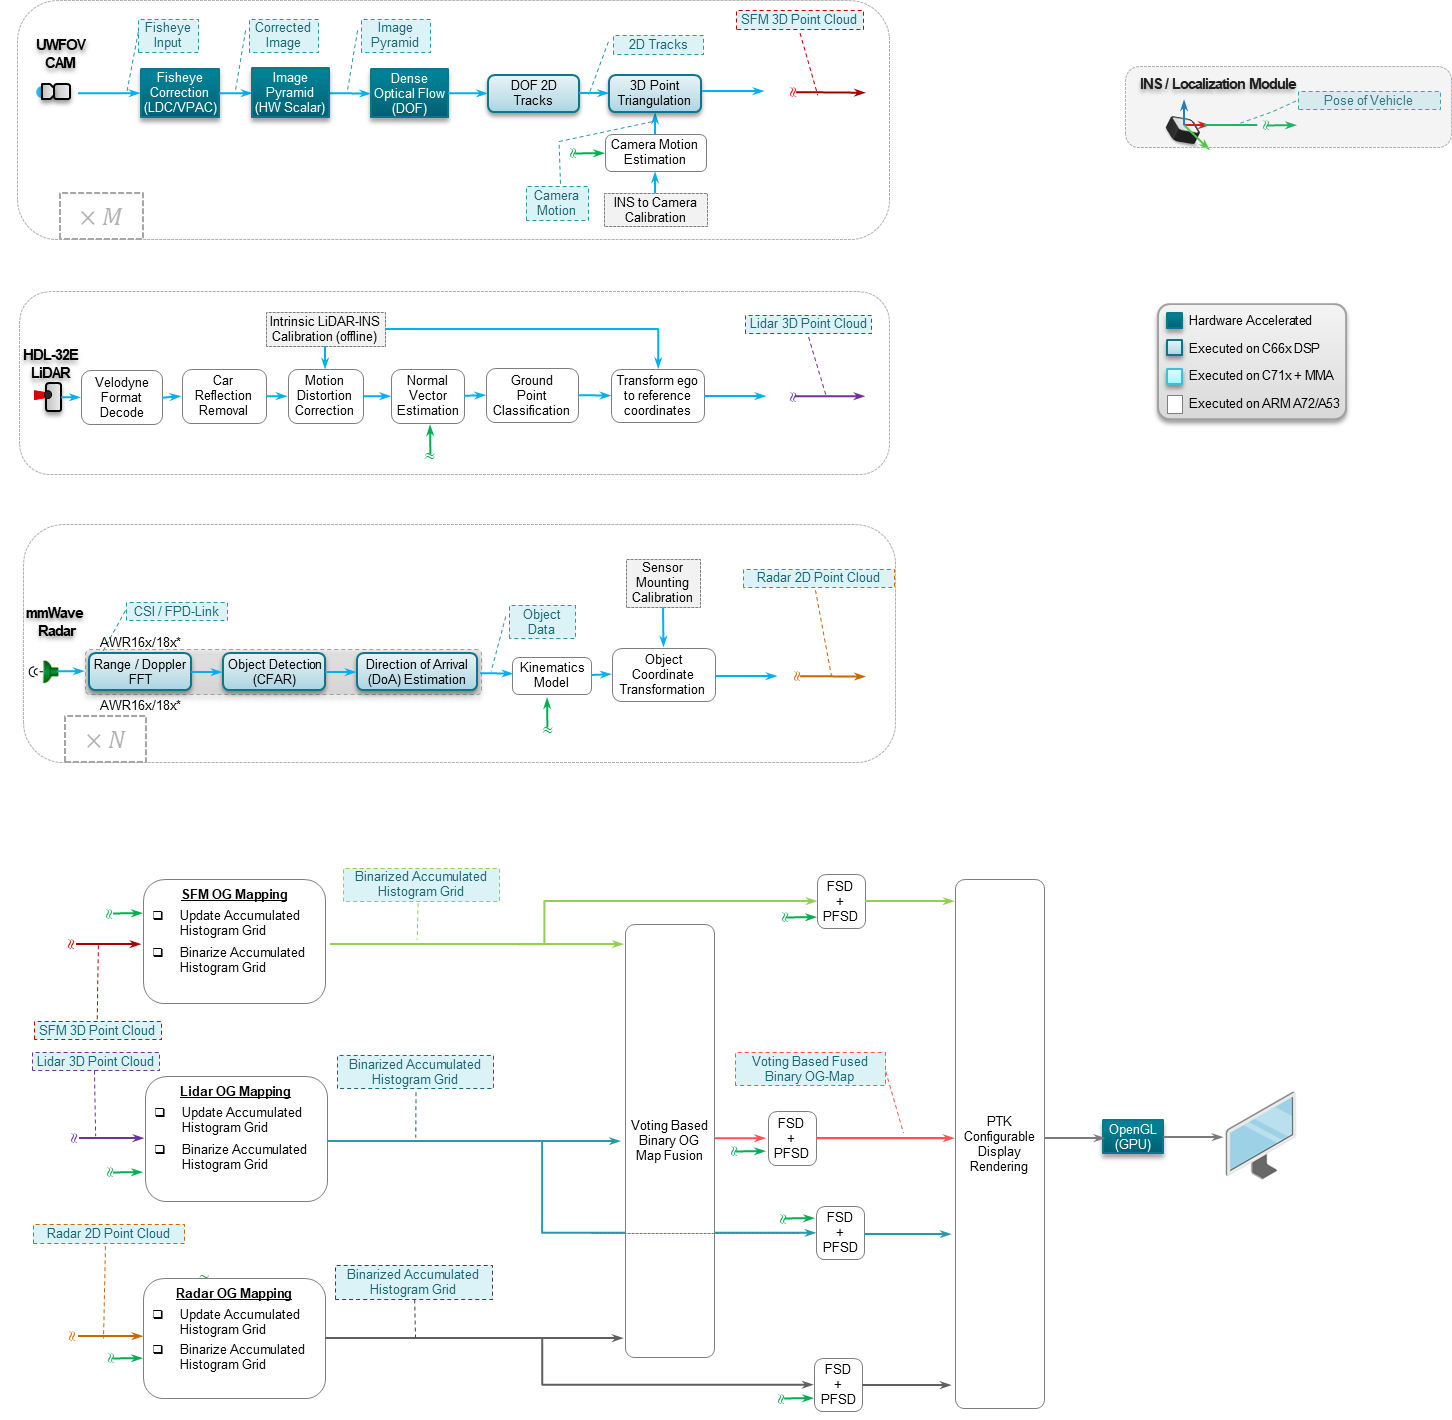 UWFOV
CAM
Fisheye
Input
Corrected
Image
Image
Pyramid
2D Tracks
SFM 3D Point Cloud
Fisheye
Correction
(LDC/VPAC)
Image
Pyramid
(HW Scalar)
Dense
Optical Flow
(DOF)
DOF 2D
Tracks
3D Point
Triangulation
Camera Motion
Estimation
Camera
Motion
INS to Camera
Calibration
× M
INS / Localization Module
Pose of Vehicle
HDL-32E
LiDAR
Intrinsic LiDAR-INS
Calibration (offline)
Lidar 3D Point Cloud
Velodyne
Format
Decode
Car
Reflection
Removal
Motion
Distortion
Correction
Normal
Vector
Estimation
Ground
Point
Classification
Transform ego
to reference
coordinates
Hardware Accelerated
Executed on C66x DSP
Executed on C71x + MMA
Executed on ARM A72/A53
mmWave
Radar
CSI / FPD-Link
AWR16x/18x*
Range / Doppler
FFT
Object Detection
(CFAR)
Direction of Arrival
(DoA) Estimation
AWR16x/18x*
Object
Data
Kinematics
Model
Sensor
Mounting
Calibration
Object
Coordinate
Transformation
Radar 2D Point Cloud
× N
SFM OG Mapping
Update Accumulated
Histogram Grid
Binarize Accumulated
Histogram Grid
SFM 3D Point Cloud
Binarized Accumulated
Histogram Grid
FSD
+
PFSD
Lidar 3D Point Cloud
Lidar OG Mapping
Update Accumulated
Histogram Grid
Binarize Accumulated
Histogram Grid
Binarized Accumulated
Histogram Grid
Voting Based
Binary OG
Map Fusion
Voting Based Fused
Binary OG-Map
FSD
+
PFSD
PTK
Configurable
Display
Rendering
OpenGL
(GPU)
FSD
+
PFSD
Radar 2D Point Cloud
Radar OG Mapping
Update Accumulated
Histogram Grid
Binarize Accumulated
Histogram Grid
Binarized Accumulated
Histogram Grid
FSD
+
PFSD